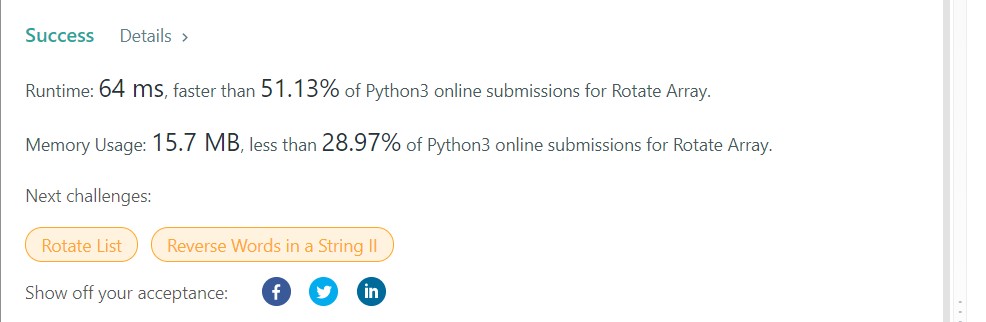 Success Details >
Runtime: 64 ms, faster than 51.13% of Python3 online submissions for Rotate Array.
Memory Usage: 15.7 MB, less than 28.97% of Python3 online submissions for Rotate Array.
Next challenges:
Rotate List Reverse Words in a String II
Show off your acceptance: f in